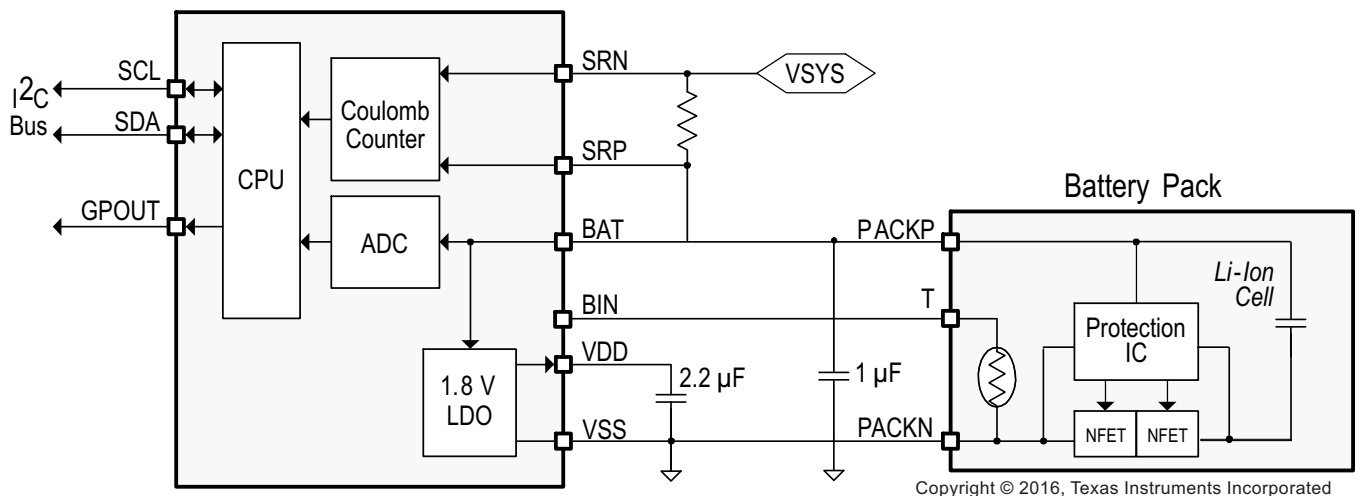 SCL
I2C
Bus
SDA
GPOUT
CPU
Coulomb
Counter
ADC
1.8 V
LDO
SRN
VSYS
SRP
BAT
BIN
VDD
2.2 µF
VSS
1 µF
Battery Pack
PACKP
T
PACKN
Li-Ion
Cell
Protection
IC
NFET NFET
Copyright © 2016, Texas Instruments Incorporated